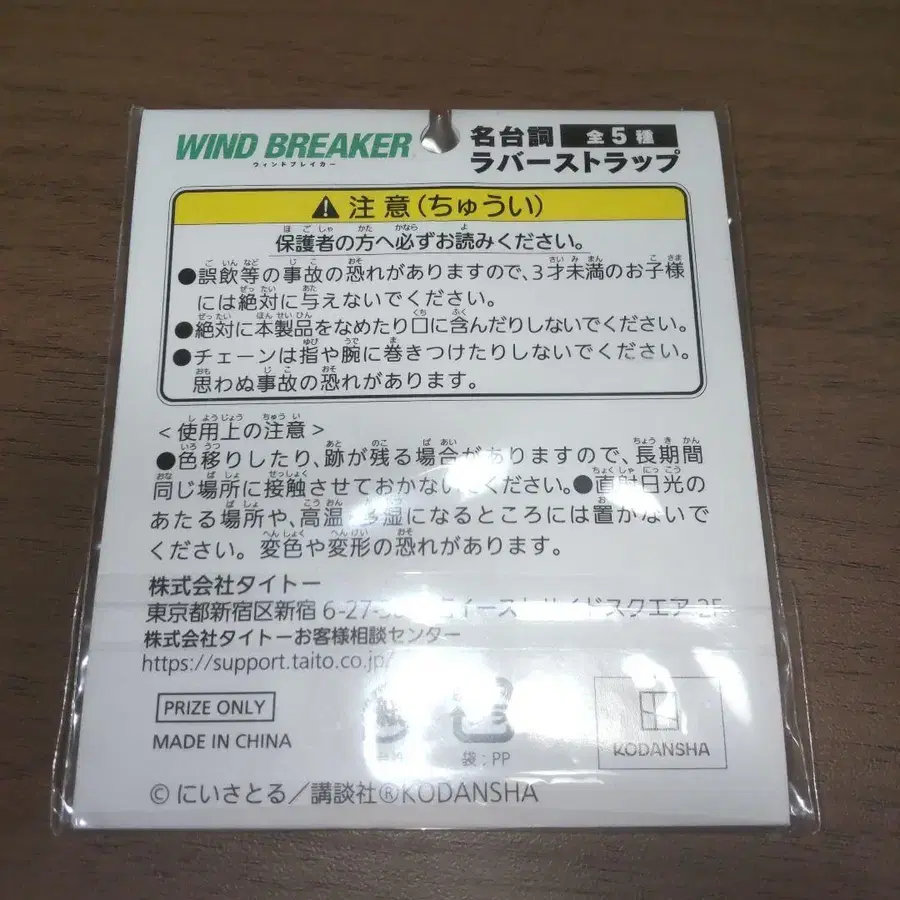 WIND BREAKER
ウィンドブレイカー
名台詞 全5種
ラバーストラップ
注意(ちゅうい)
保護者の方へ必ずお読みください。
●誤飲等の事故の恐れがありますので、3才未満のお子様
には絶対に与えないでください。
●絶対に本製品をなめたり口に含んだりしないでください。
●チェーンは指や腕に巻きつけたりしないでください。
思わぬ事故の恐れがあります。
<使用上の注意>
●色移りしたり、跡が残る場合がありますので、長期間
同じ場所に接触させておかないでください。●直射日光の
あたる場所や、高温・多湿になるところには置かないで
ください。変色や変形の恐れがあります。
株式会社タイトー
東京都新宿区新宿 6-27- イーストサイドスクエア 2F
株式会社タイトーお客様相談センター
https://support.taito.co.jp/
PRIZE ONLY
MADE IN CHINA
袋:PP
KODANSHA
© にいさとる/講談社®KODANSHA